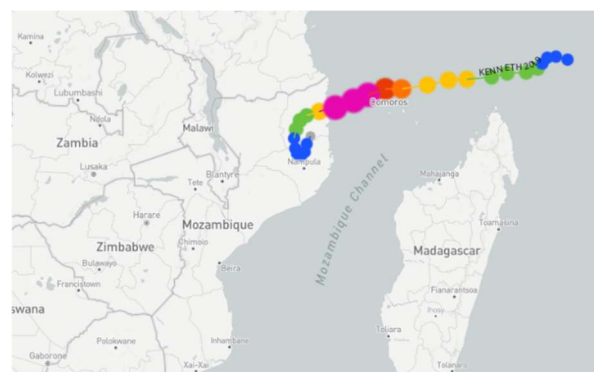 Kamina
Kolwezi
Lubumbashi
Ndola
Zambia
Malawi
Lusaka
Comoros
Nampula
Blantyre
Tete
Mahajanga
Harare
Mozambique
Toamasina
Zimbabwe
Chimoio
Mozambique Channel
Madagascar
Bulawayo
Beira
Francistown
Fianarantsoa
swana
Ihosy
Toliara
Polokwane
Inhambane
Gaborone
Xai-Xai
Tolanaro